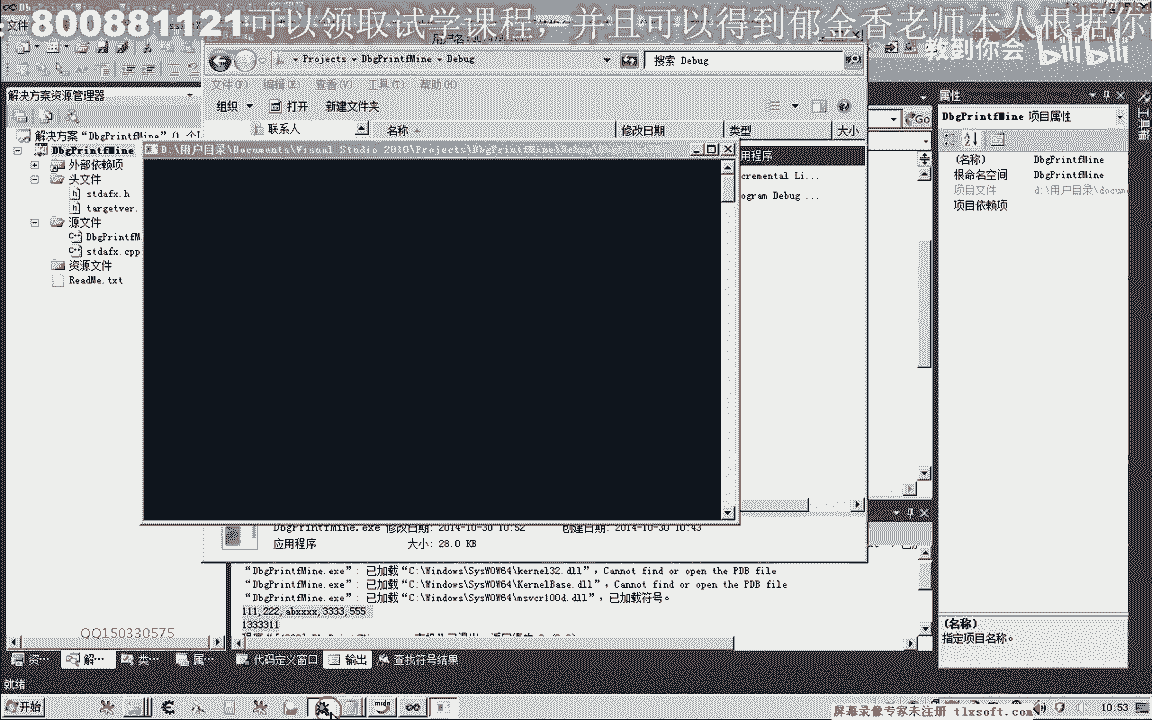 800881121可以领取试学课程，并且可以得到郁金香老师本人根据你
教到你会 bilibili
Projects ▸ DbgPrintfMine ▸ Debug
搜索 Debug
文件(F) 编辑(E) 查看(V) 工具(T) 帮助(H)
组织 打开 新建文件夹
联系人 名称 修改日期 类型 大小
解决方案资源管理器
解决方案“DbgPrintfMine”(1 个
DbgPrintfMine
外部依赖项
头文件
stdafx.h
targetver.
源文件
DbgPrintfM
stdafx.cpp
资源文件
ReadMe.txt
D:\用户目录\Documents\Visual Studio 2010\Projects\DbgPrintfMine\Debug\
用程序
cremental Li...
ogram Debug ...
Go
属性
DbgPrintfMine 项目属性
(名称) DbgPrintfMine
根命名空间 DbgPrintfMine
项目文件 d:\用户目录\docum
项目依赖项
DbgPrintfMine.exe 修改日期: 2014-10-30 10:52 创建日期: 2014-10-30 10:43
应用程序 大小: 28.0 KB
“DbgPrintfMine.exe”: 已加载“C:\Windows\SysWOW64\kernel32.dll”，Cannot find or open the PDB file
“DbgPrintfMine.exe”: 已加载“C:\Windows\SysWOW64\KernelBase.dll”，Cannot find or open the PDB file
“DbgPrintfMine.exe”: 已加载“C:\Windows\SysWOW64\msvcr100d.dll”，已加载符号。
111,222,abxxxx,3333,555
1333311
(名称)
指定项目名称。
QQ150330575
资… 解… 类… 属… 代码定义窗口 输出 查找符号结果
就绪
开始
屏幕录像专家未注册 tlxsoft.com
10:53